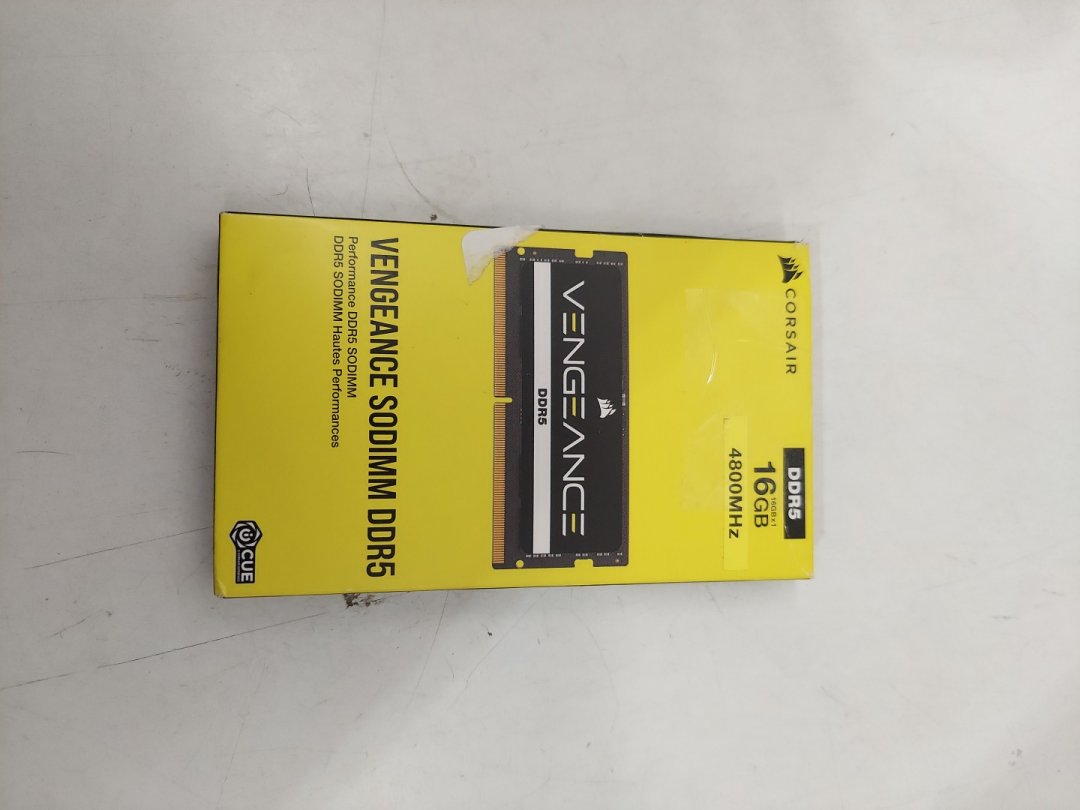 CORSAIR
DDR5
16GBx1
16GB
4800MHz
VENGEANCE
DDR5
VENGEANCE SODIMM DDR5
Performance DDR5 SODIMM
DDR5 SODIMM Hautes Performances
CUE